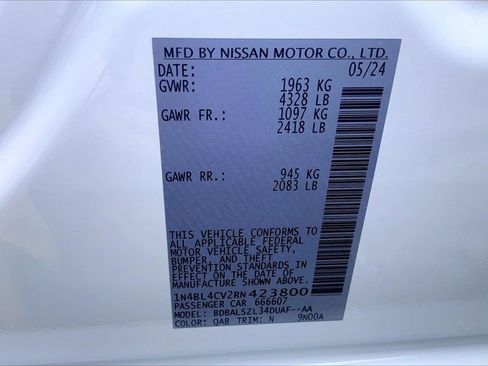 MFD BY NISSAN MOTOR CO., LTD.
DATE: 05/24
GVWR: 1963 KG
4328 LB
GAWR FR.: 1097 KG
2418 LB
GAWR RR.: 945 KG
2083 LB
THIS VEHICLE CONFORMS TO
ALL APPLICABLE FEDERAL
MOTOR VEHICLE SAFETY,
BUMPER, AND THEFT
PREVENTION STANDARDS IN
EFFECT ON THE DATE
OF MANUFACTURE
SHOWN ABOVE.
1N4BL4CV2RN423800
PASSENGER CAR 666607
MODEL: BDBALSZL34DUAF--AA
COLOR: QAB TRIM: N 9N00A